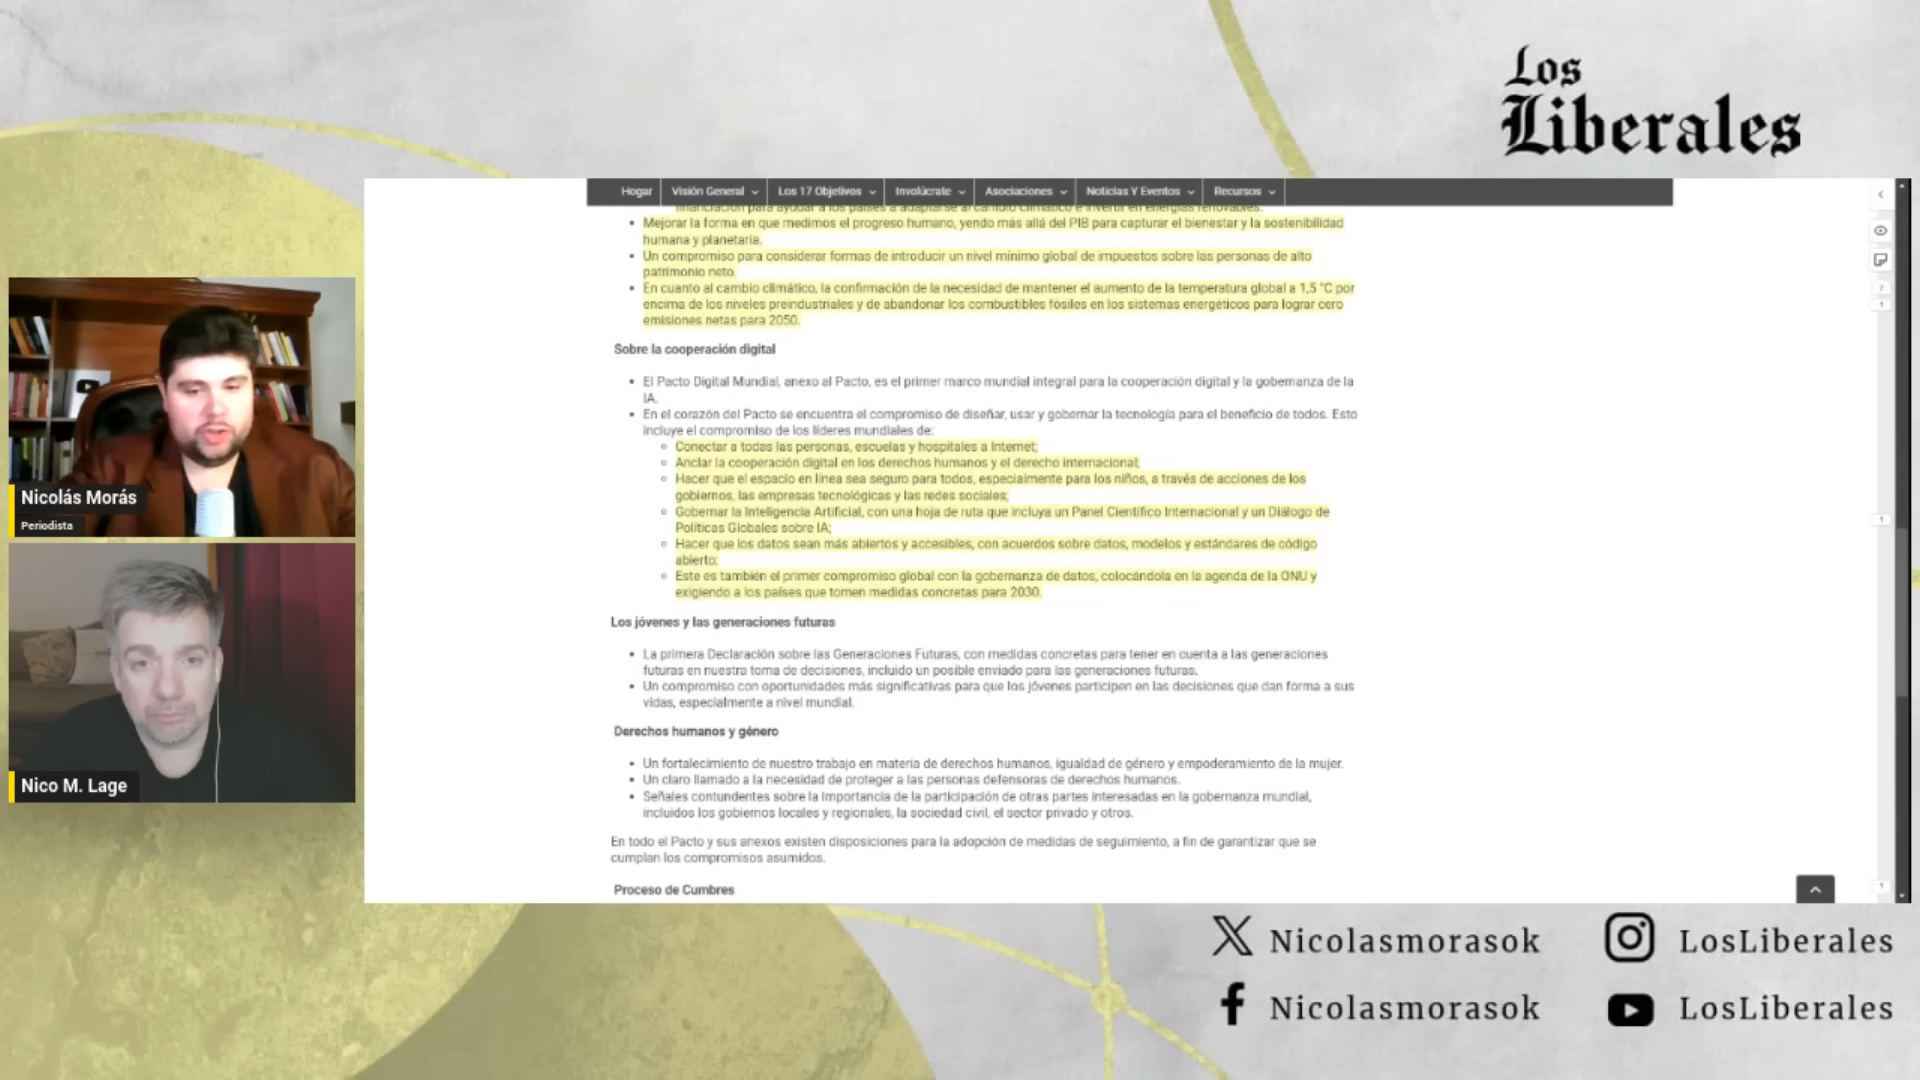 Los
Liberales
Hogar Visión General Los 17 Objetivos Involúcrate Asociaciones Noticias Y Eventos Recursos
financiación para ayudar a los países a adaptarse al cambio climático e invertir en energías renovables.
• Mejorar la forma en que medimos el progreso humano, yendo más allá del PIB para capturar el bienestar y la sostenibilidad
humana y planetaria.
• Un compromiso para considerar formas de introducir un nivel mínimo global de impuestos sobre las personas de alto
patrimonio neto.
• En cuanto al cambio climático, la confirmación de la necesidad de mantener el aumento de la temperatura global a 1,5 °C por
encima de los niveles preindustriales y de abandonar los combustibles fósiles en los sistemas energéticos para lograr cero
emisiones netas para 2050.
Sobre la cooperación digital
• El Pacto Digital Mundial, anexo al Pacto, es el primer marco mundial integral para la cooperación digital y la gobernanza de la
IA.
• En el corazón del Pacto se encuentra el compromiso de diseñar, usar y gobernar la tecnología para el beneficio de todos. Esto
incluye el compromiso de los líderes mundiales de:
Conectar a todas las personas, escuelas y hospitales a Internet;
Anclar la cooperación digital en los derechos humanos y el derecho internacional;
Hacer que el espacio en línea sea seguro para todos, especialmente para los niños, a través de acciones de los
gobiernos, las empresas tecnológicas y las redes sociales;
Gobernar la Inteligencia Artificial, con una hoja de ruta que incluya un Panel Científico Internacional y un Diálogo de
Políticas Globales sobre IA;
Hacer que los datos sean más abiertos y accesibles, con acuerdos sobre datos, modelos y estándares de código
abierto;
Este es también el primer compromiso global con la gobernanza de datos, colocándola en la agenda de la ONU y
exigiendo a los países que tomen medidas concretas para 2030.
Los jóvenes y las generaciones futuras
• La primera Declaración sobre las Generaciones Futuras, con medidas concretas para tener en cuenta a las generaciones
futuras en nuestra toma de decisiones, incluido un posible enviado para las generaciones futuras.
• Un compromiso con oportunidades más significativas para que los jóvenes participen en las decisiones que dan forma a sus
vidas, especialmente a nivel mundial.
Derechos humanos y género
• Un fortalecimiento de nuestro trabajo en materia de derechos humanos, igualdad de género y empoderamiento de la mujer.
• Un claro llamado a la necesidad de proteger a las personas defensoras de derechos humanos.
• Señales contundentes sobre la importancia de la participación de otras partes interesadas en la gobernanza mundial,
incluidos los gobiernos locales y regionales, la sociedad civil, el sector privado y otros.
En todo el Pacto y sus anexos existen disposiciones para la adopción de medidas de seguimiento, a fin de garantizar que se
cumplan los compromisos asumidos.
Proceso de Cumbres
Nicolás Morás
Periodista
Nico M. Lage
Nicolasmorasok
LosLiberales
Nicolasmorasok
LosLiberales